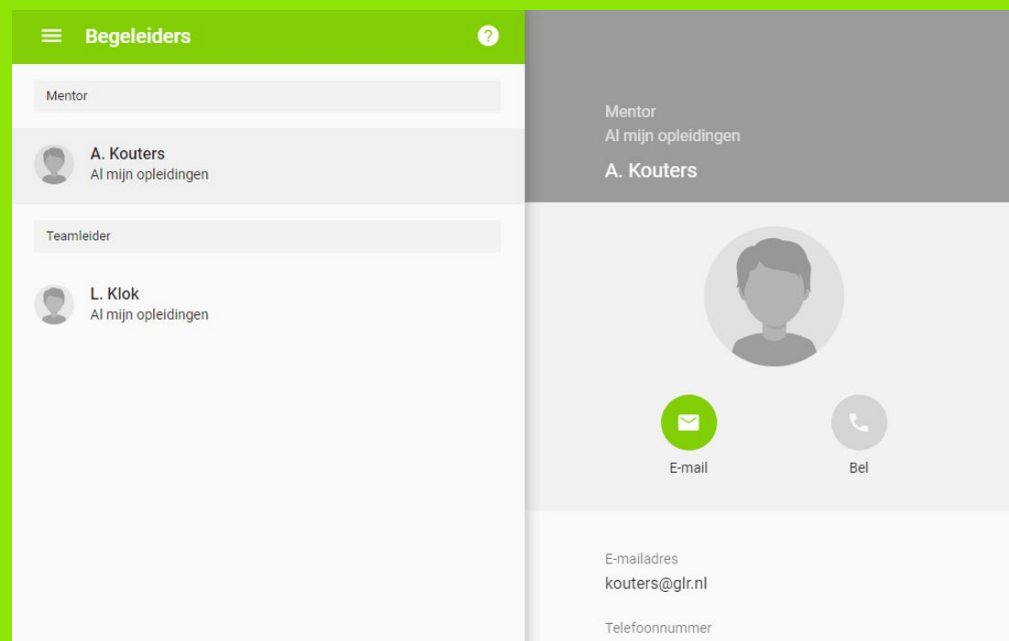 Begeleiders
?
Mentor
A. Kouters
Al mijn opleidingen
Teamleider
L. Klok
Al mijn opleidingen
Mentor
Al mijn opleidingen
A. Kouters
E-mail
Bel
E-mailadres
kouters@glr.nl
Telefoonnummer